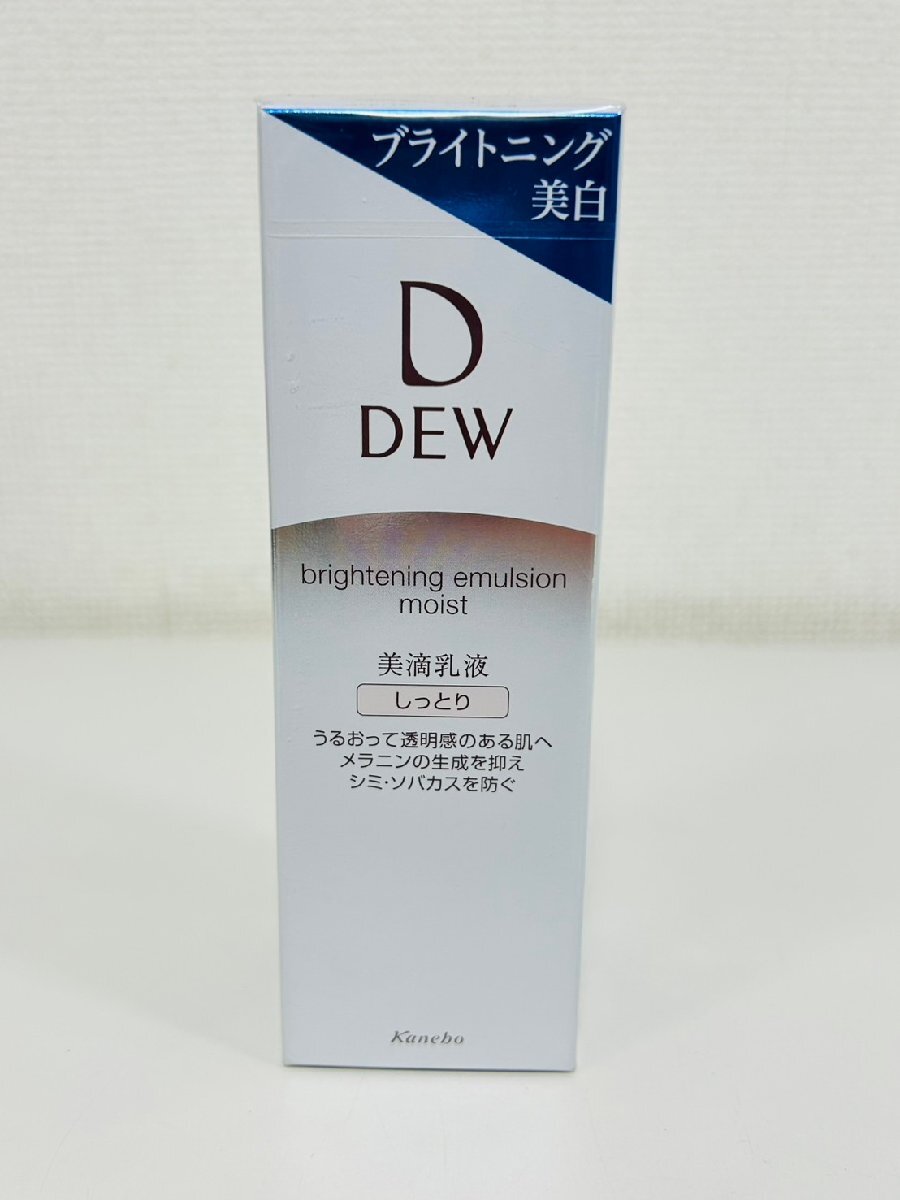 ブライトニング
美白
D
DEW
brightening emulsion
moist
美滴乳液
しっとり
うるおって透明感のある肌へ
メラニンの生成を抑え
シミ・ソバカスを防ぐ
Kanebo